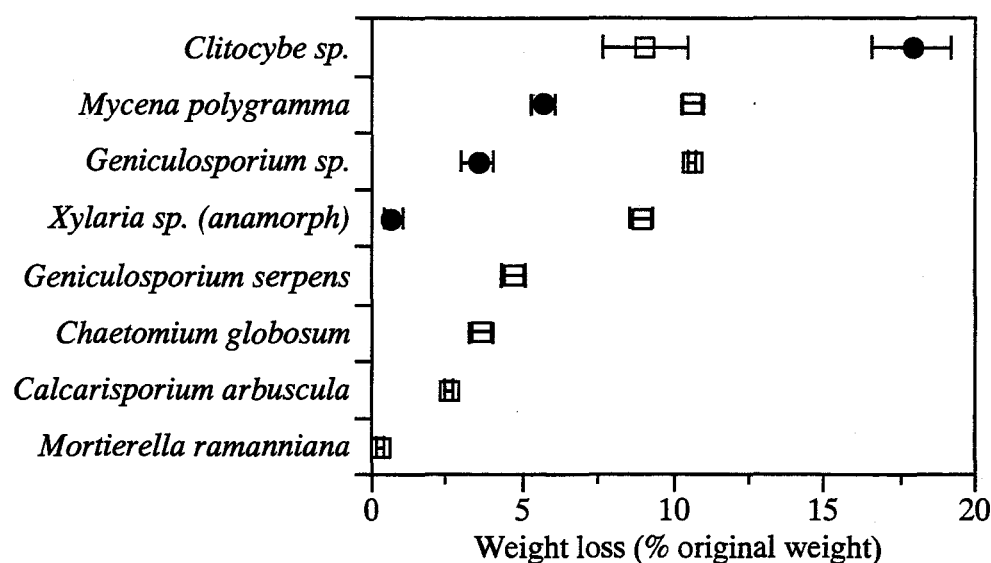 Clitocybe sp.
Mycena polygramma
Geniculosporium sp.
Xylaria sp. (anamorph)
Geniculosporium serpens
Chaetomium globosum
Calcarisporium arbuscula
Mortierella ramanniana
0 5 10 15 20
Weight loss (% original weight)